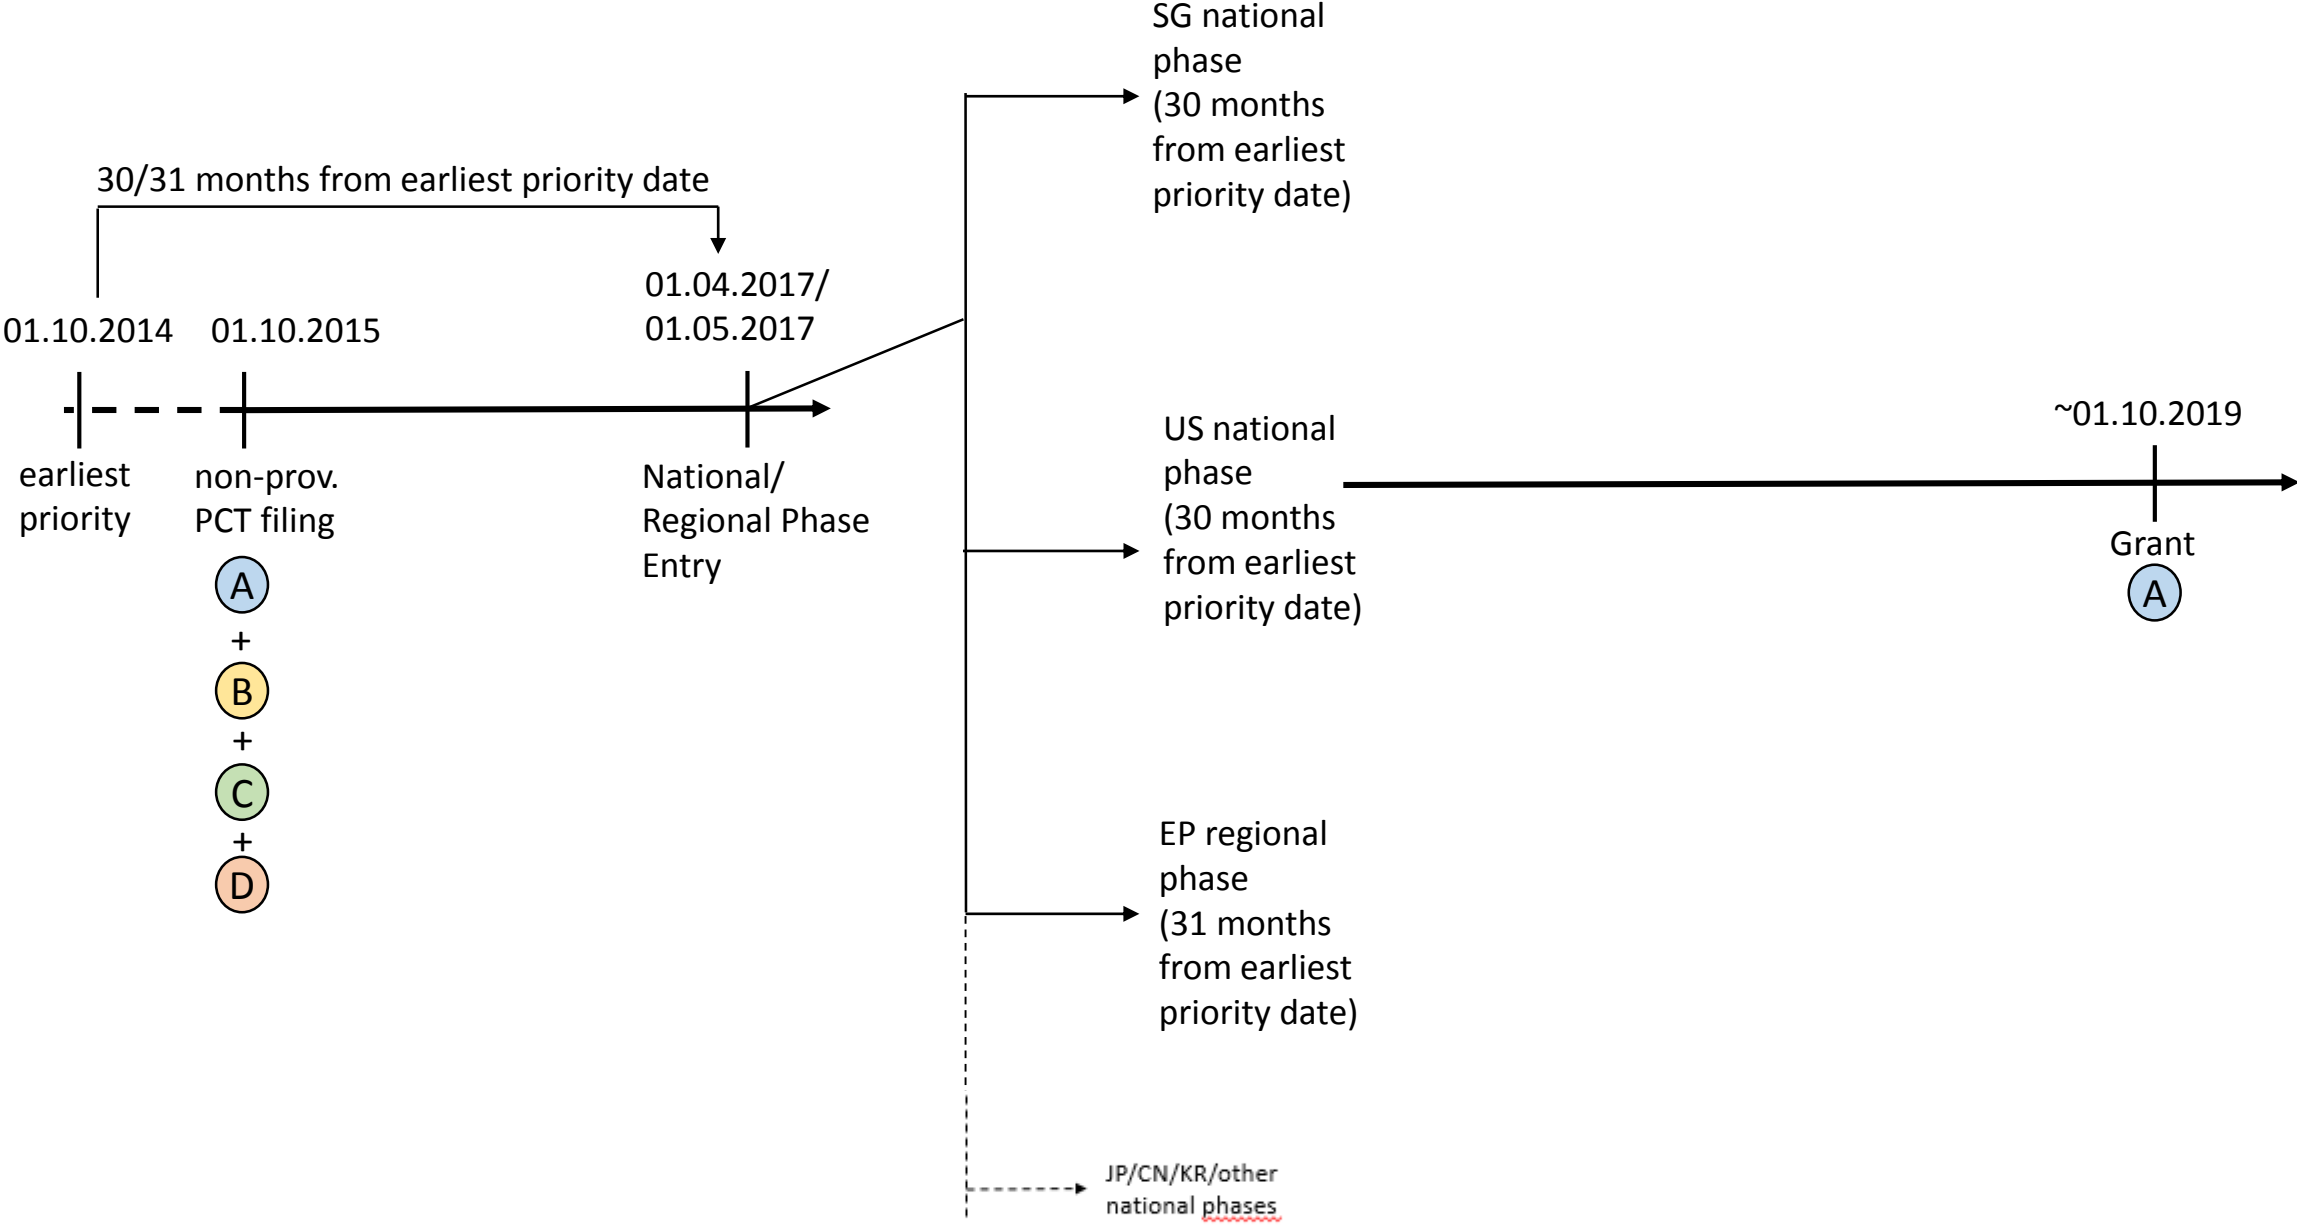 SG national
phase
(30 months
from earliest
priority date)
30/31 months from earliest priority date
01.10.2014
01.10.2015
01.04.2017/
01.05.2017
earliest
priority
non-prov.
PCT filing
A
+
B
+
C
+
D
National/
Regional Phase
Entry
US national
phase
(30 months
from earliest
priority date)
~01.10.2019
Grant
A
EP regional
phase
(31 months
from earliest
priority date)
JP/CN/KR/other
national phases